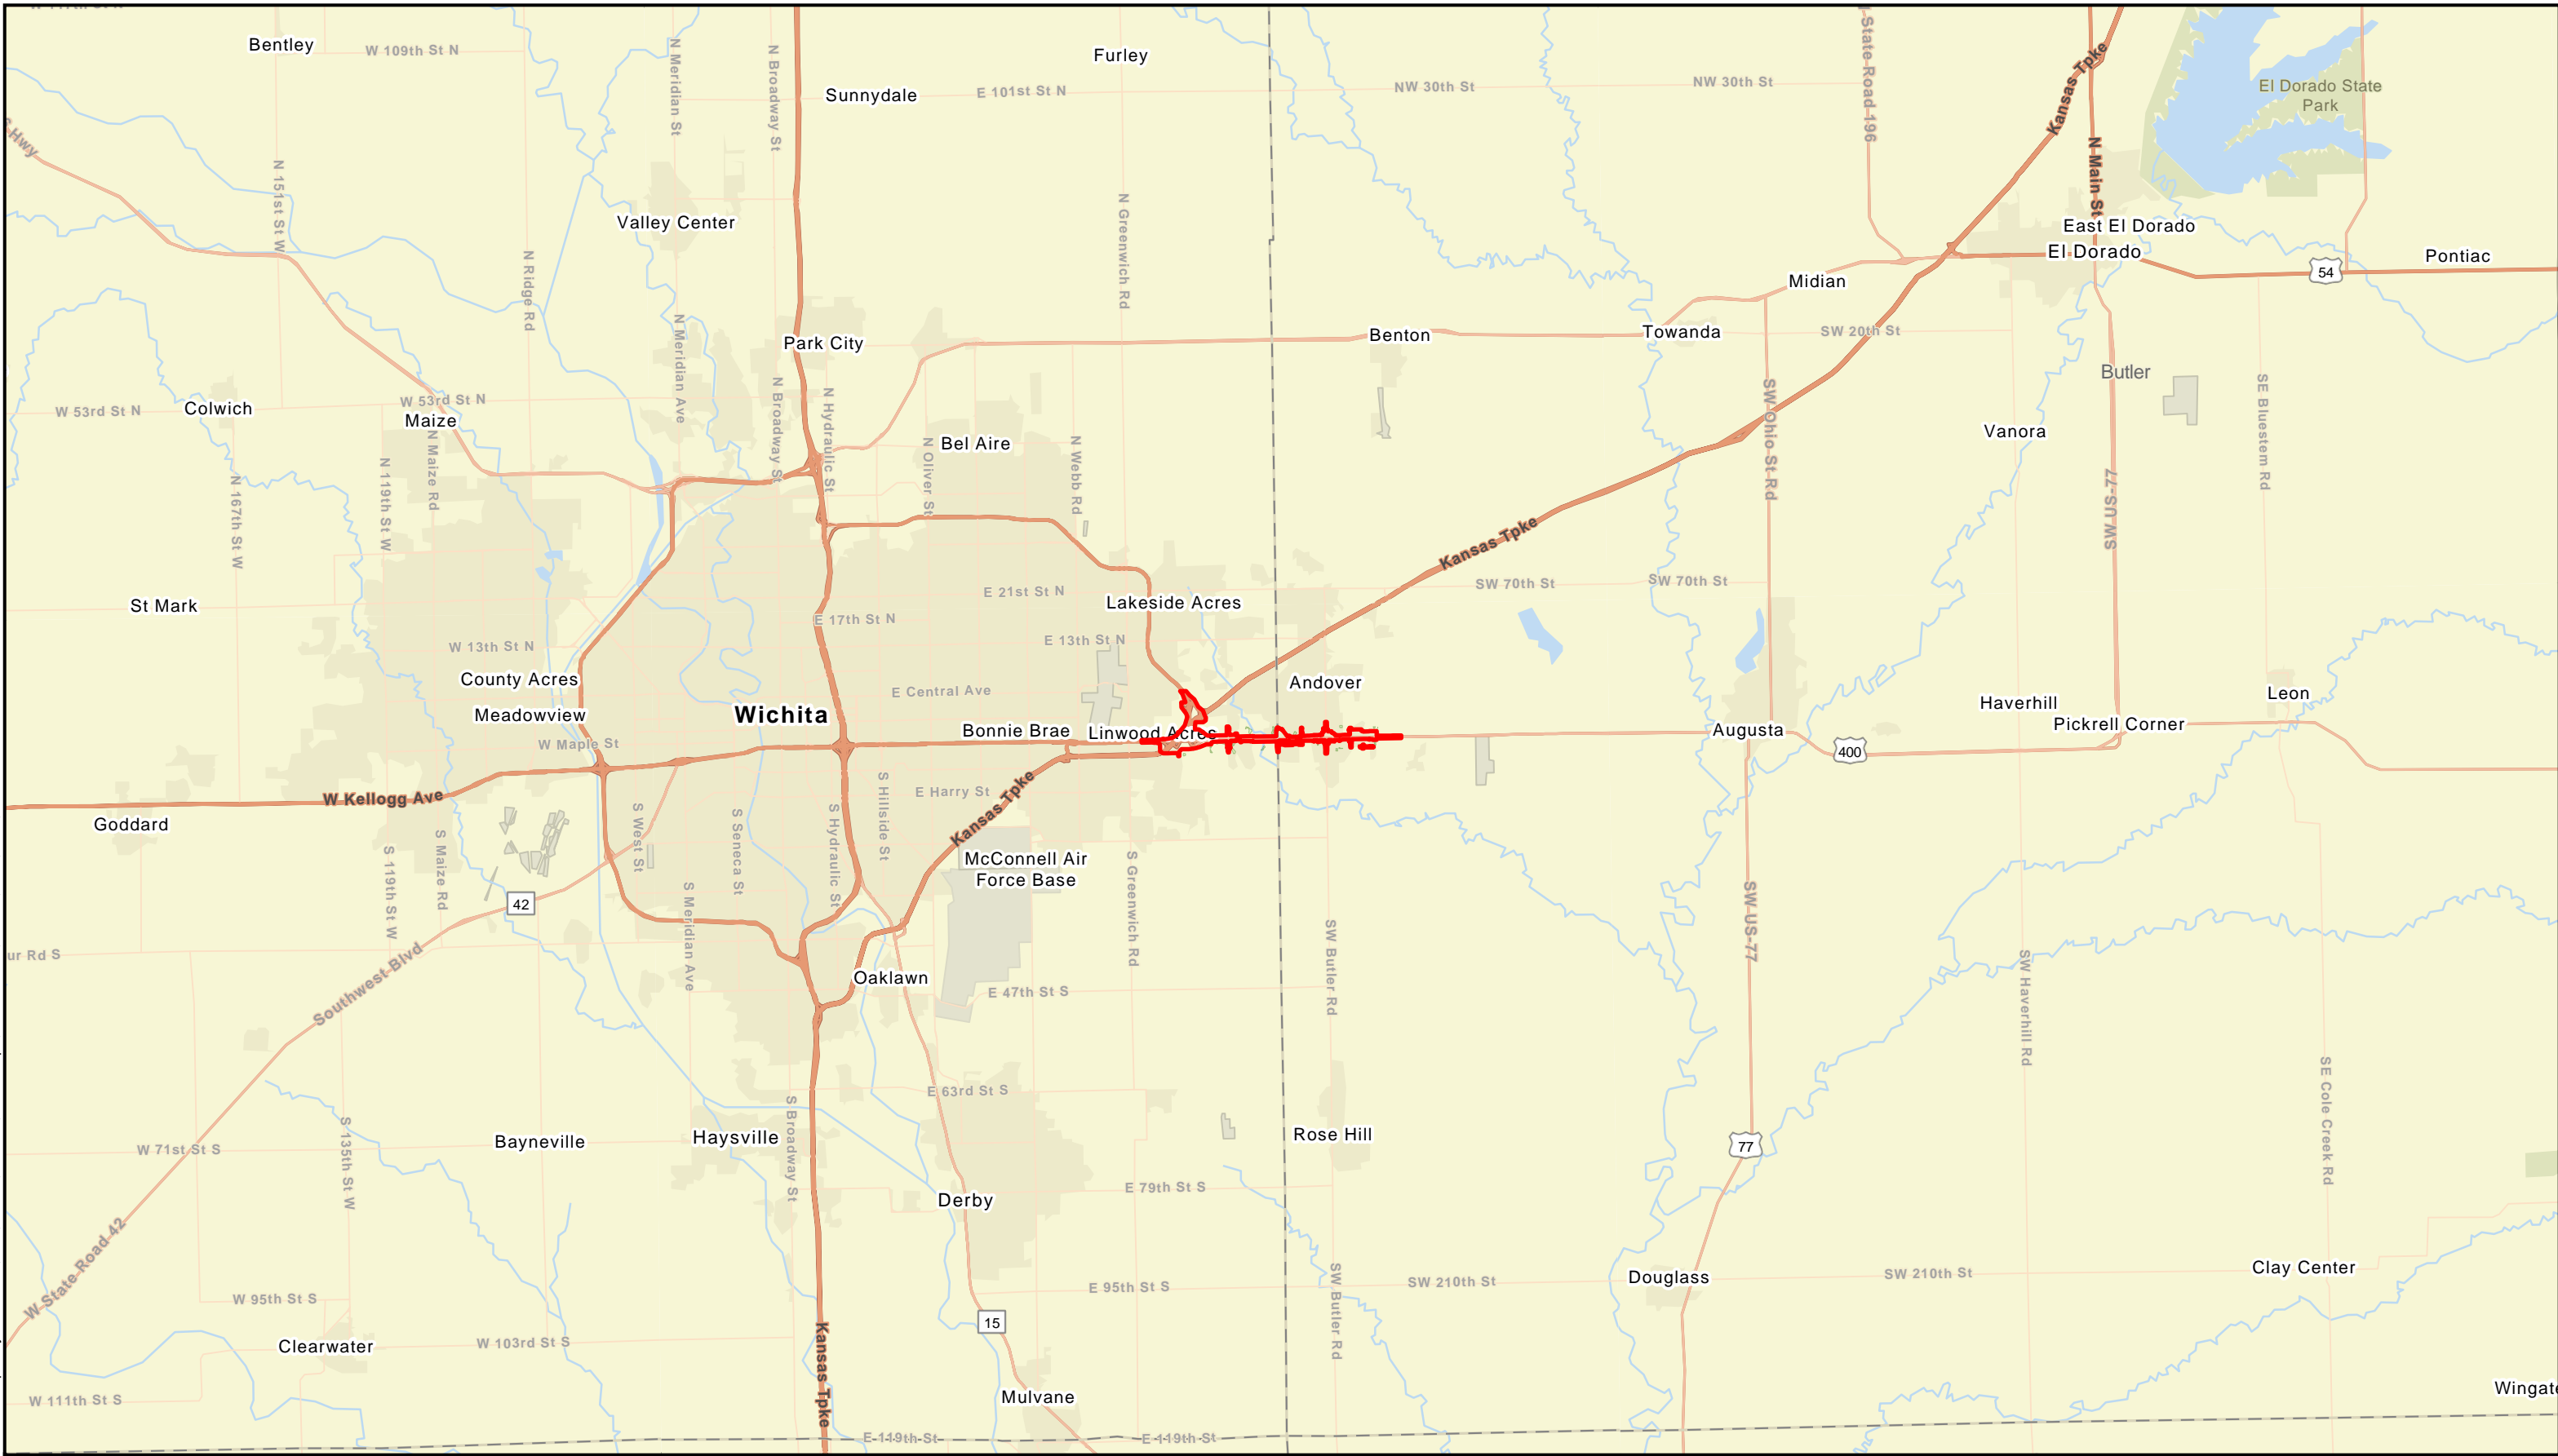 Bentley
W 109th St N
N Meridian St
N Broadway St
Furley
Sunnydale
E 101st St N
NW 30th St
NW 30th St
N State Road 196
Kansas Tpke
N Main St
El Dorado State
Park
S Hwy
N 151st St W
Valley Center
N Ridge Rd
N Greenwich Rd
East El Dorado
El Dorado
54
Pontiac
Midian
N Meridian Ave
Park City
Benton
Towanda
SW 20th St
Butler
W 53rd St N
Colwich
W 53rd St N
Maize
N Maize Rd
N 119th St W
N 167th St W
N Broadway St
N Hydraulic St
N Oliver St
Bel Aire
N Webb Rd
SW Ohio St Rd
Vanora
SW US-77
SE Bluestem Rd
Kansas Tpke
St Mark
E 21st St N
Lakeside Acres
SW 70th St
SW 70th St
E 17th St N
W 13th St N
E 13th St N
County Acres
E Central Ave
Andover
Meadowview
Wichita
Bonnie Brae
Linwood Acres
W Maple St
Augusta
Haverhill
Leon
Pickrell Corner
400
W Kellogg Ave
Goddard
S Maize Rd
S 119th St W
S West St
S Seneca St
S Hydraulic St
S Hillside St
E Harry St
Kansas Tpke
McConnell Air
Force Base
S Greenwich Rd
42
S Meridian Ave
SW US-77
SW Butler Rd
SW Haverhill Rd
ur Rd S
Southwest Blvd
Oaklawn
E 47th St S
E 63rd St S
SE Cole Creek Rd
W 71st St S
S 135th St W
Bayneville
Haysville
S Broadway St
Rose Hill
77
Derby
E 79th St S
W State Road 42
W 95th St S
E 95th St S
SW Butler Rd
SW 210th St
Douglass
SW 210th St
Clay Center
15
Clearwater
W 103rd St S
Kansas Tpke
W 111th St S
Mulvane
Wingate
E 119th St
E 119th St